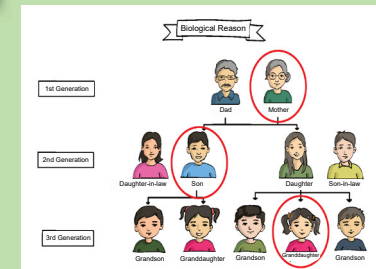 Biological Reason
1st Generation
Dad Mother
2nd Generation
Daughter-in-law Son Daughter Son-in-law
3rd Generation
Grandson Granddaughter Grandson Granddaughter Grandson